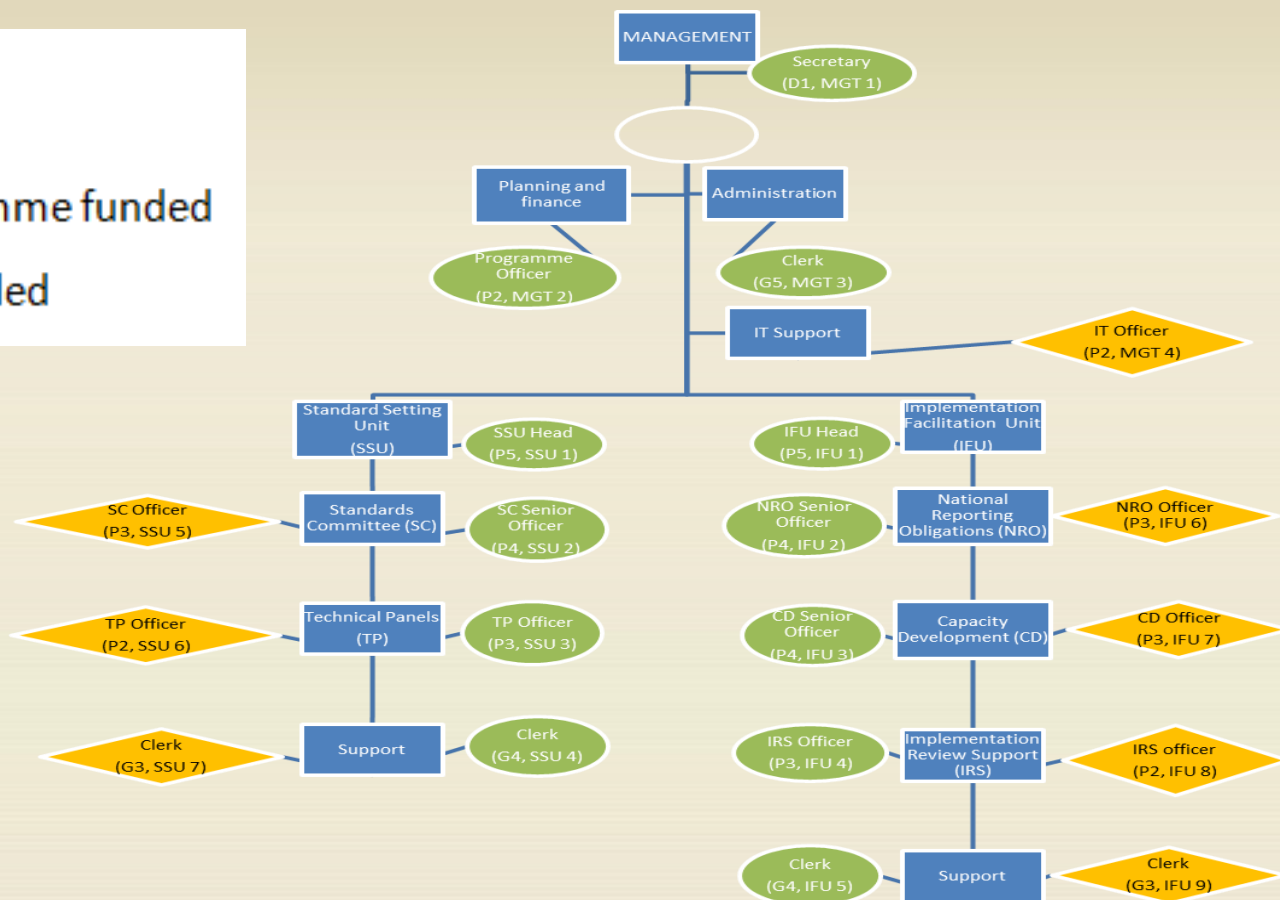 nme funded
led
MANAGEMENT
Secretary
(D1, MGT 1)
Planning and
finance
Administration
Programme
Officer
(P2, MGT 2)
Clerk
(G5, MGT 3)
IT Support
IT Officer
(P2, MGT 4)
Standard Setting
Unit
(SSU)
SSU Head
(P5, SSU 1)
SC Officer
(P3, SSU 5)
Standards
Committee (SC)
SC Senior
Officer
(P4, SSU 2)
TP Officer
(P2, SSU 6)
Technical Panels
(TP)
TP Officer
(P3, SSU 3)
Clerk
(G3, SSU 7)
Support
Clerk
(G4, SSU 4)
IFU Head
(P5, IFU 1)
Implementation
Facilitation Unit
(IFU)
NRO Senior
Officer
(P4, IFU 2)
National
Reporting
Obligations (NRO)
NRO Officer
(P3, IFU 6)
CD Senior
Officer
(P4, IFU 3)
Capacity
Development (CD)
CD Officer
(P3, IFU 7)
IRS Officer
(P3, IFU 4)
Implementation
Review Support
(IRS)
IRS officer
(P2, IFU 8)
Clerk
(G4, IFU 5)
Support
Clerk
(G3, IFU 9)